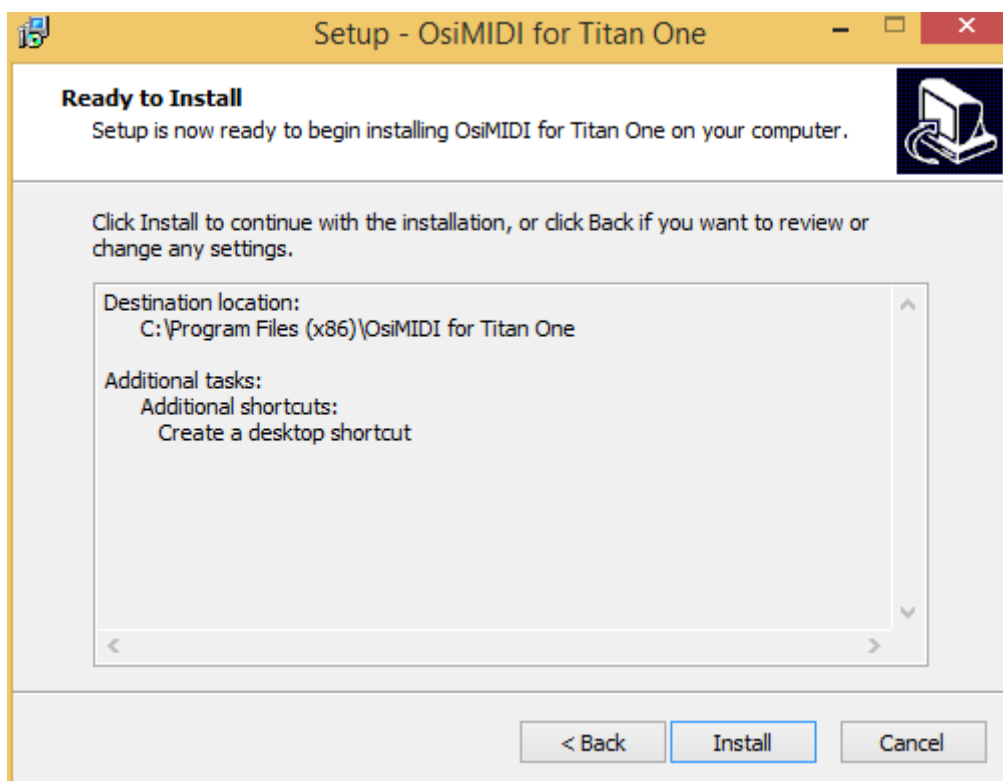 Setup - OsiMIDI for Titan One
Ready to Install
Setup is now ready to begin installing OsiMIDI for Titan One on your computer.
Click Install to continue with the installation, or click Back if you want to review or
change any settings.
Destination location:
C:\Program Files (x86)\OsiMIDI for Titan One
Additional tasks:
Additional shortcuts:
Create a desktop shortcut
< Back
Install
Cancel